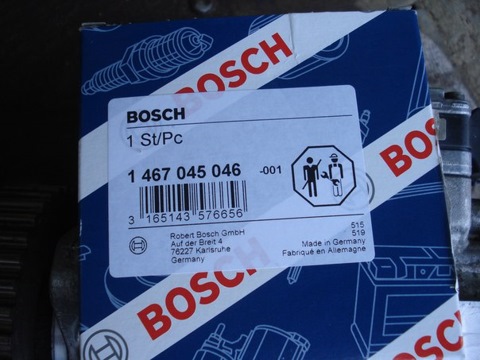 BOSCH
BOSCH
1 St/Pc
1 467 045 046 -001
3 165143 576656
Robert Bosch GmbH
Auf der Breit 4
76227 Karlsruhe
Germany
515
519
Made in Germany
Fabriqué en Allemagne
BOSCH
BOSCH